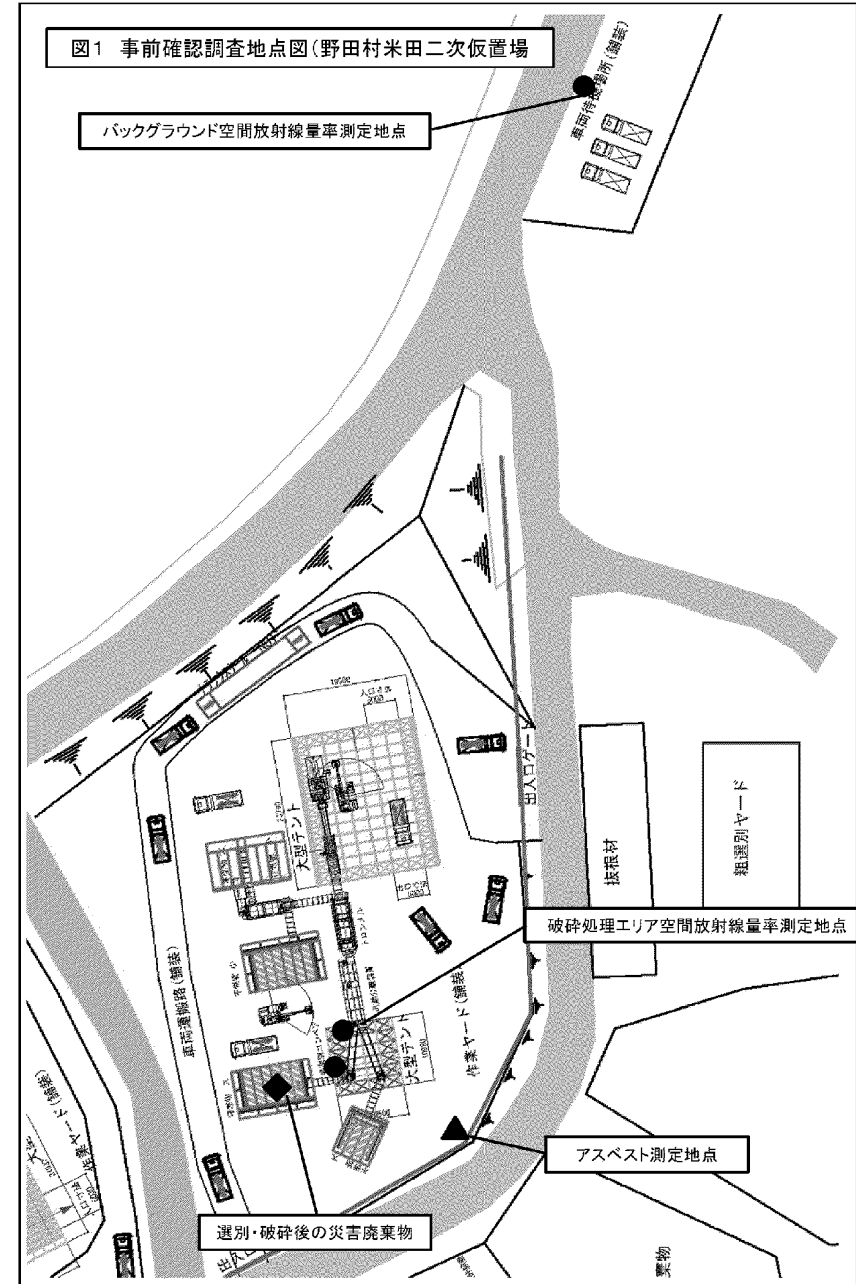 図1 事前確認調査地点図(野田村米田二次仮置場
バックグラウンド空間放射線量率測定地点
車両待機場所(舗装)
出入口ゲート
大型テント
抜根材
粗選別ヤード
破砕処理エリア空間放射線量率測定地点
車両運搬路(舗装)
作業ヤード(舗装)
大型テント
作業ヤード(舗装)
アスベスト測定地点
選別・破砕後の災害廃棄物
出入口
棄物